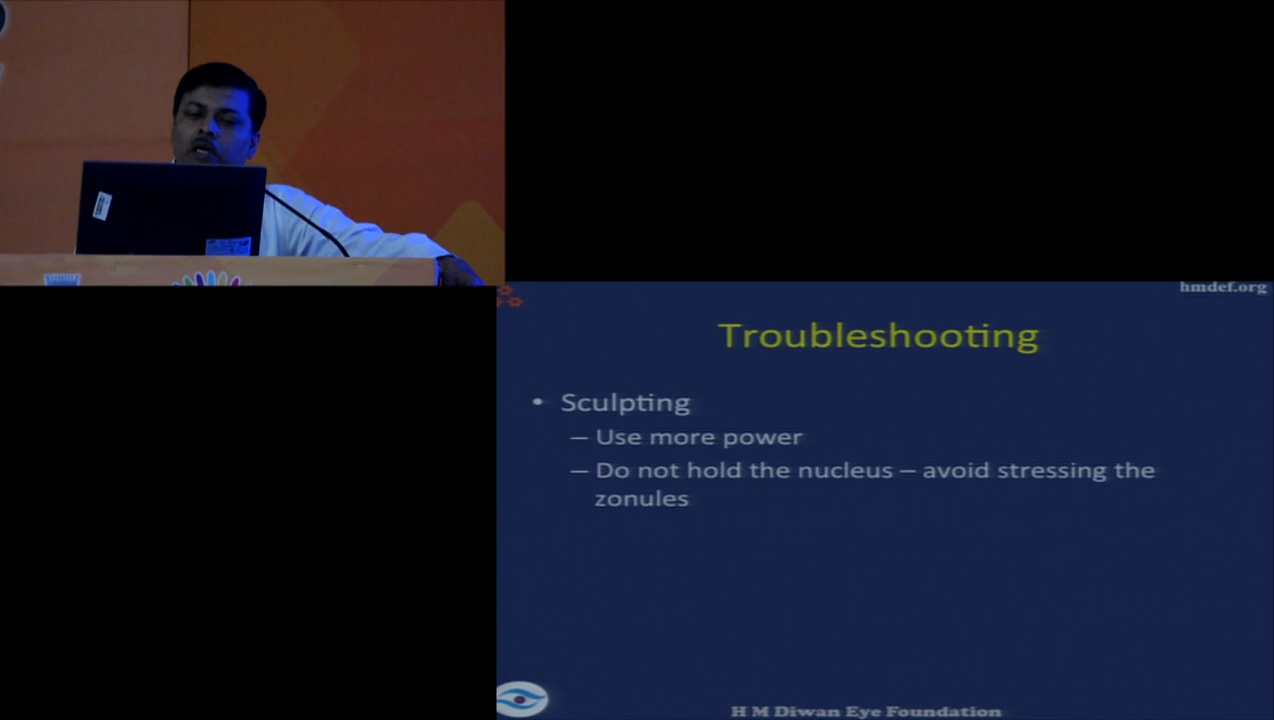 hmdef.org
Troubleshooting
• Sculpting
– Use more power
– Do not hold the nucleus – avoid stressing the
zonules
H M Diwan Eye Foundation